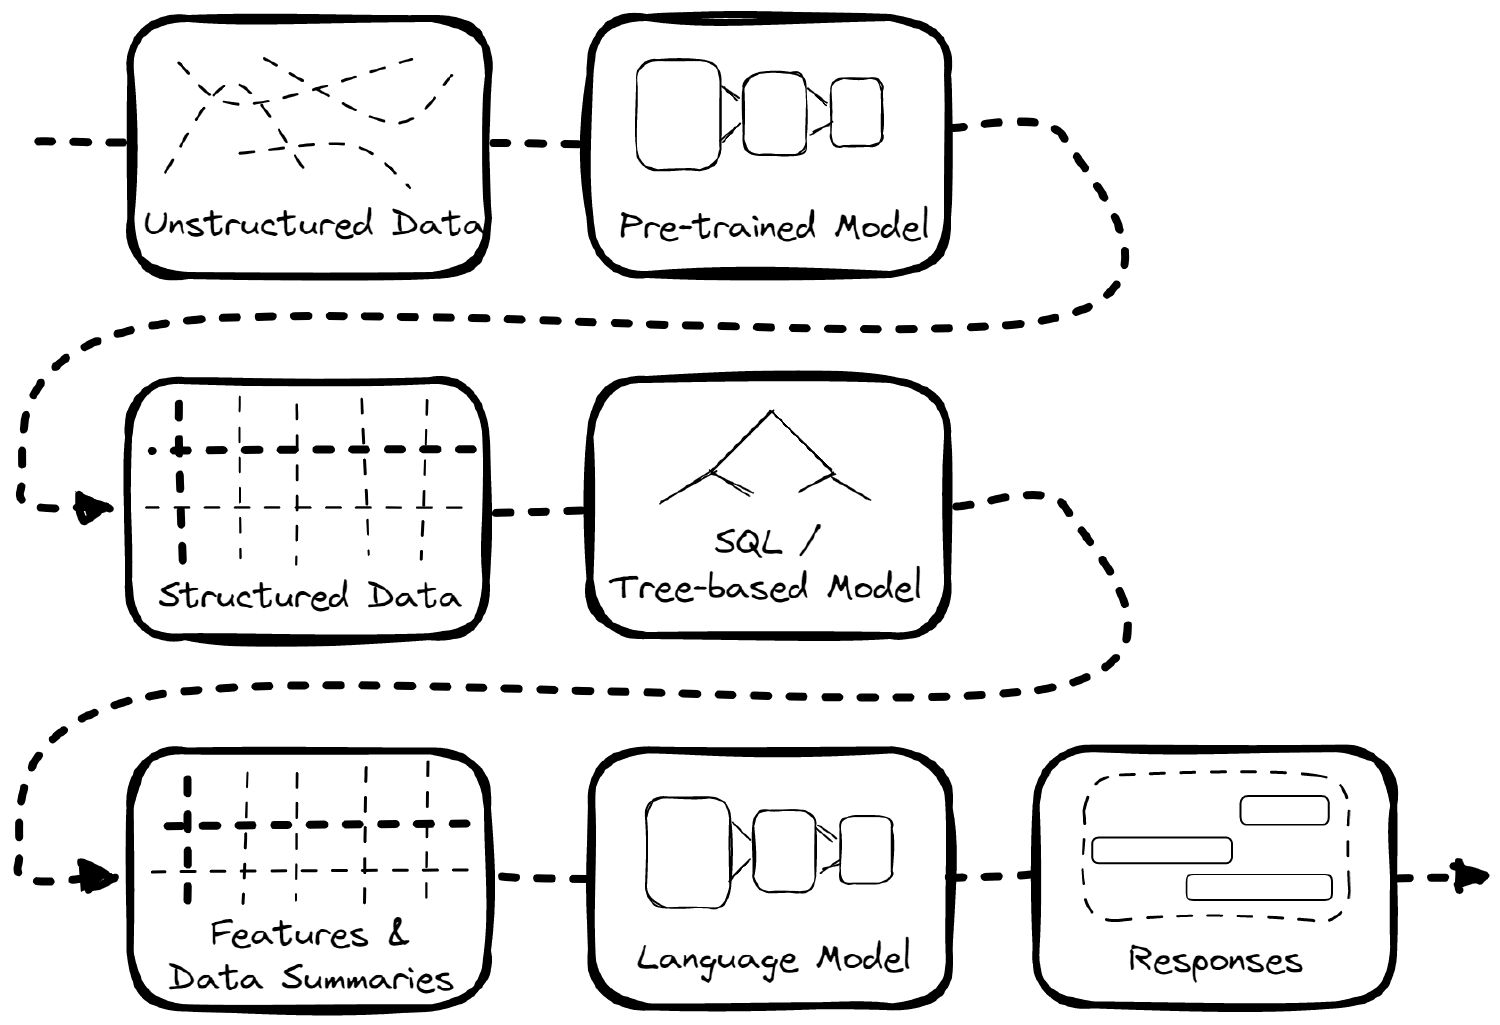 Unstructured Data
Pre-trained Model
Structured Data
SQL /
Tree-based Model
Features &
Data Summaries
Language Model
Responses